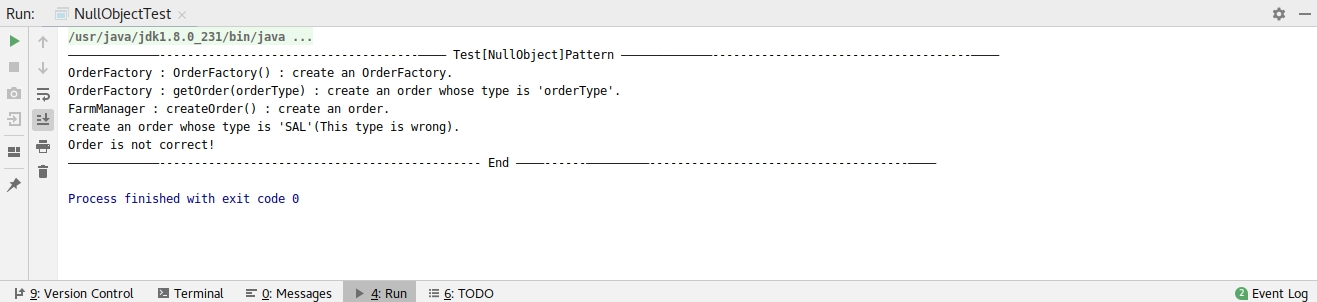 Run: NullObjectTest
/usr/java/jdk1.8.0_231/bin/java ...
———————————--------------------------------------———— Test[NullObject]Pattern ———————————--------------------------------------————
OrderFactory : OrderFactory() : create an OrderFactory.
OrderFactory : getOrder(orderType) : create an order whose type is 'orderType'.
FarmManager : createOrder() : create an order.
create an order whose type is 'SAL'(This type is wrong).
Order is not correct!
———————————--------------------------------------- End ————------————————--------------------------------------————
Process finished with exit code 0
9: Version Control Terminal 0: Messages 4: Run 6: TODO 2 Event Log